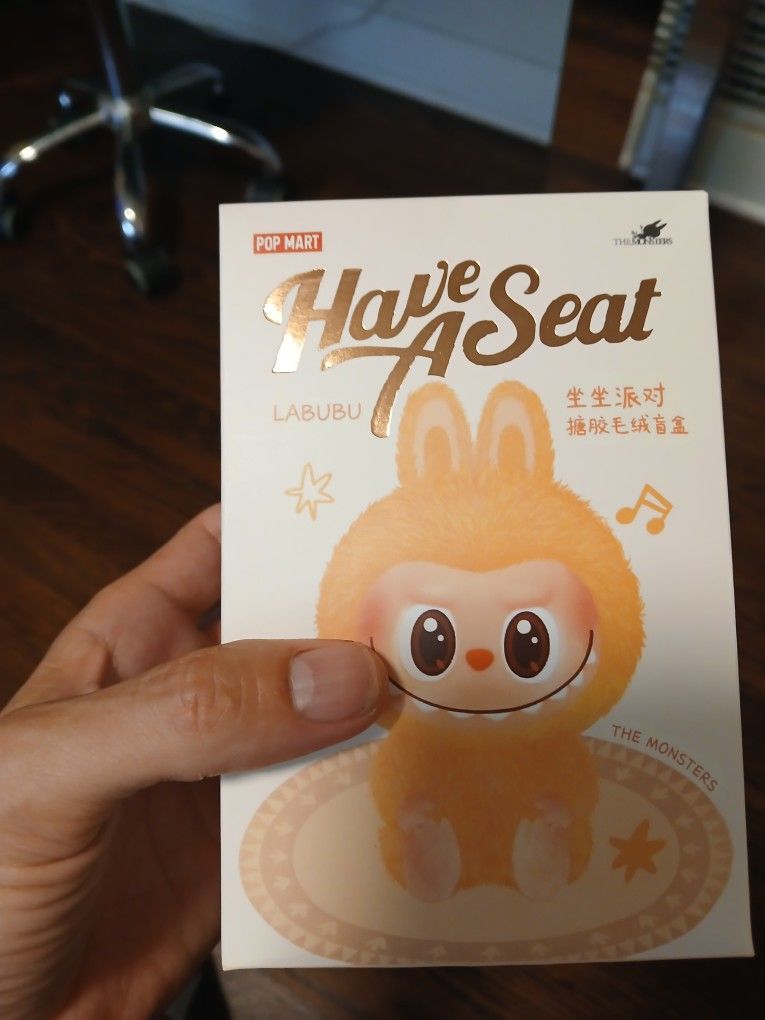 POP MART
THE MONSTERS
Have A Seat
LABUBU
坐坐派对
搪胶毛绒盲盒
THE MONSTERS